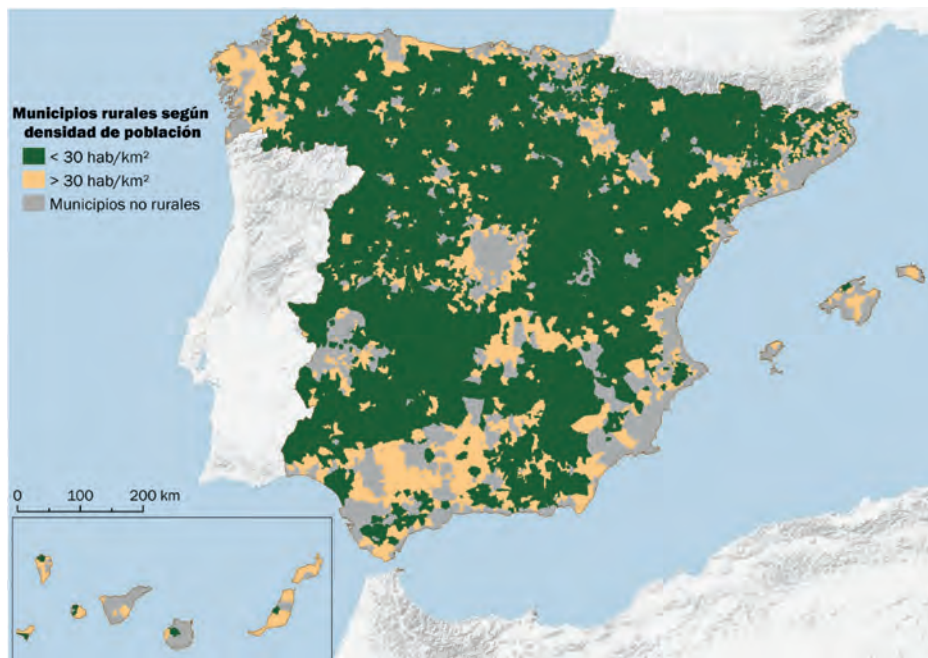 Municipios rurales según
densidad de población
< 30 hab/km²
> 30 hab/km²
Municipios no rurales
0 100 200 km